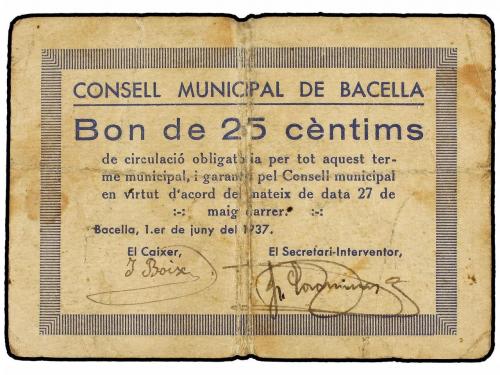 CONSELL MUNICIPAL DE BACELLA
Bon de 25 cèntims
de circulació obligatòria per tot aquest ter-
me municipal, i garantit pel Consell municipal
en virtut d'acord del mateix de data 27 de
:-: maig darrer. :-:
Bacella, 1.er de juny del 1937.
El Caixer, El Secretari-Interventor,
J Boix